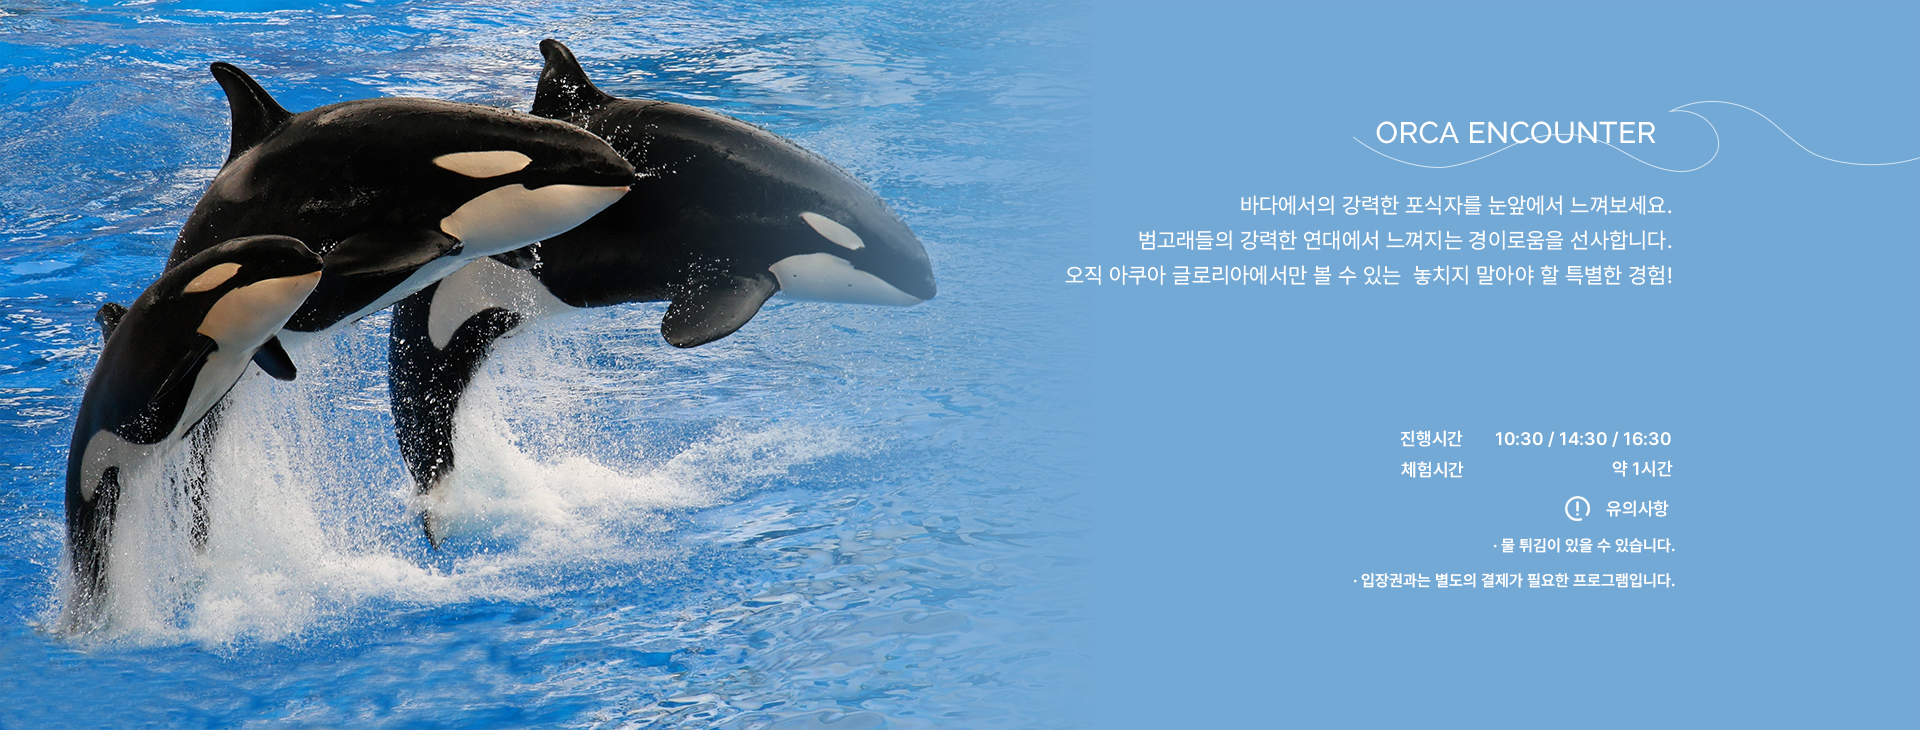 ORCA ENCOUNTER
바다에서의 강력한 포식자를 눈앞에서 느껴보세요.
범고래들의 강력한 연대에서 느껴지는 경이로움을 선사합니다.
오직 아쿠아 글로리아에서만 볼 수 있는 놓치지 말아야 할 특별한 경험!
진행시간 10:30 / 14:30 / 16:30
체험시간 약 1시간
유의사항
· 물 튀김이 있을 수 있습니다.
· 입장권과는 별도의 결제가 필요한 프로그램입니다.